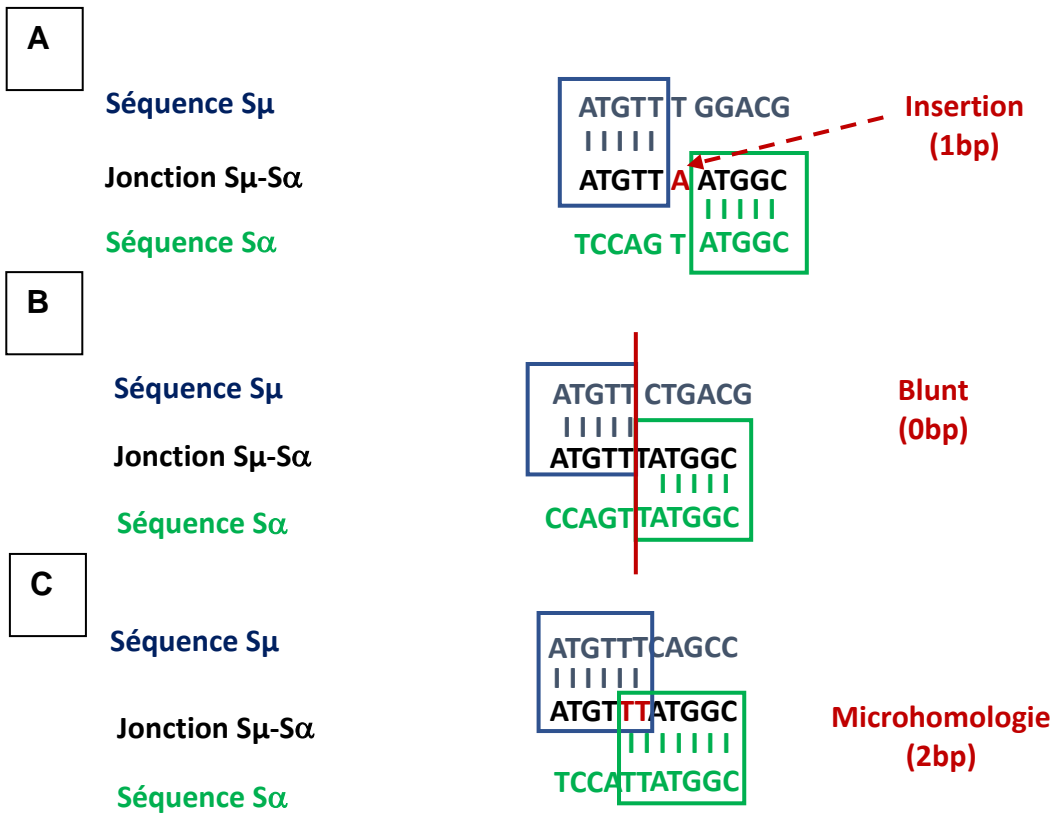 A
Séquence Sµ
ATGTT T GGACG
Insertion
(1bp)
Jonction Sµ-Sα
ATGTT A ATGGC
Séquence Sα
TCCAG T ATGGC
B
Séquence Sµ
ATGTT CTGACG
Blunt
(0bp)
Jonction Sµ-Sα
ATGTTTATGGC
Séquence Sα
CCAGTTATGGC
C
Séquence Sµ
ATGTTTCAGCC
Jonction Sµ-Sα
ATGTTTATGGC
Microhomologie
(2bp)
Séquence Sα
TCCATTATGGC